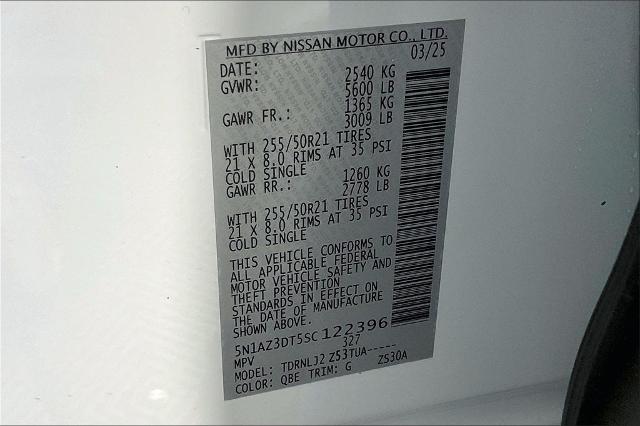 MFD BY NISSAN MOTOR CO., LTD.
DATE: 03/25
GVWR: 2540 KG
5600 LB
GAWR FR.: 1365 KG
3009 LB
WITH 255/50R21 TIRES
21 X 8.0 RIMS AT 35 PSI
COLD SINGLE
GAWR RR.: 1260 KG
2778 LB
WITH 255/50R21 TIRES
21 X 8.0 RIMS AT 35 PSI
COLD SINGLE
THIS VEHICLE CONFORMS TO
ALL APPLICABLE FEDERAL
MOTOR VEHICLE SAFETY AND
THEFT PREVENTION
STANDARDS IN EFFECT ON
THE DATE OF MANUFACTURE
SHOWN ABOVE.
5N1AZ3DT5SC122396
MPV 327
MODEL: TDRNLJ2 Z53TUA-----
COLOR: QBE TRIM: G ZS30A